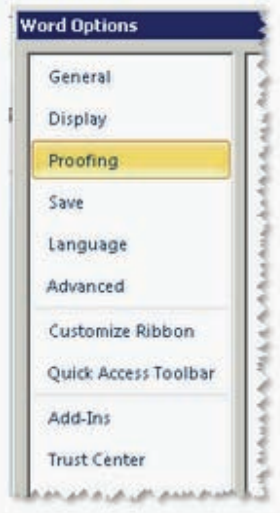 Word Options
General
Display
Proofing
Save
Language
Advanced
Customize Ribbon
Quick Access Toolbar
Add-Ins
Trust Center